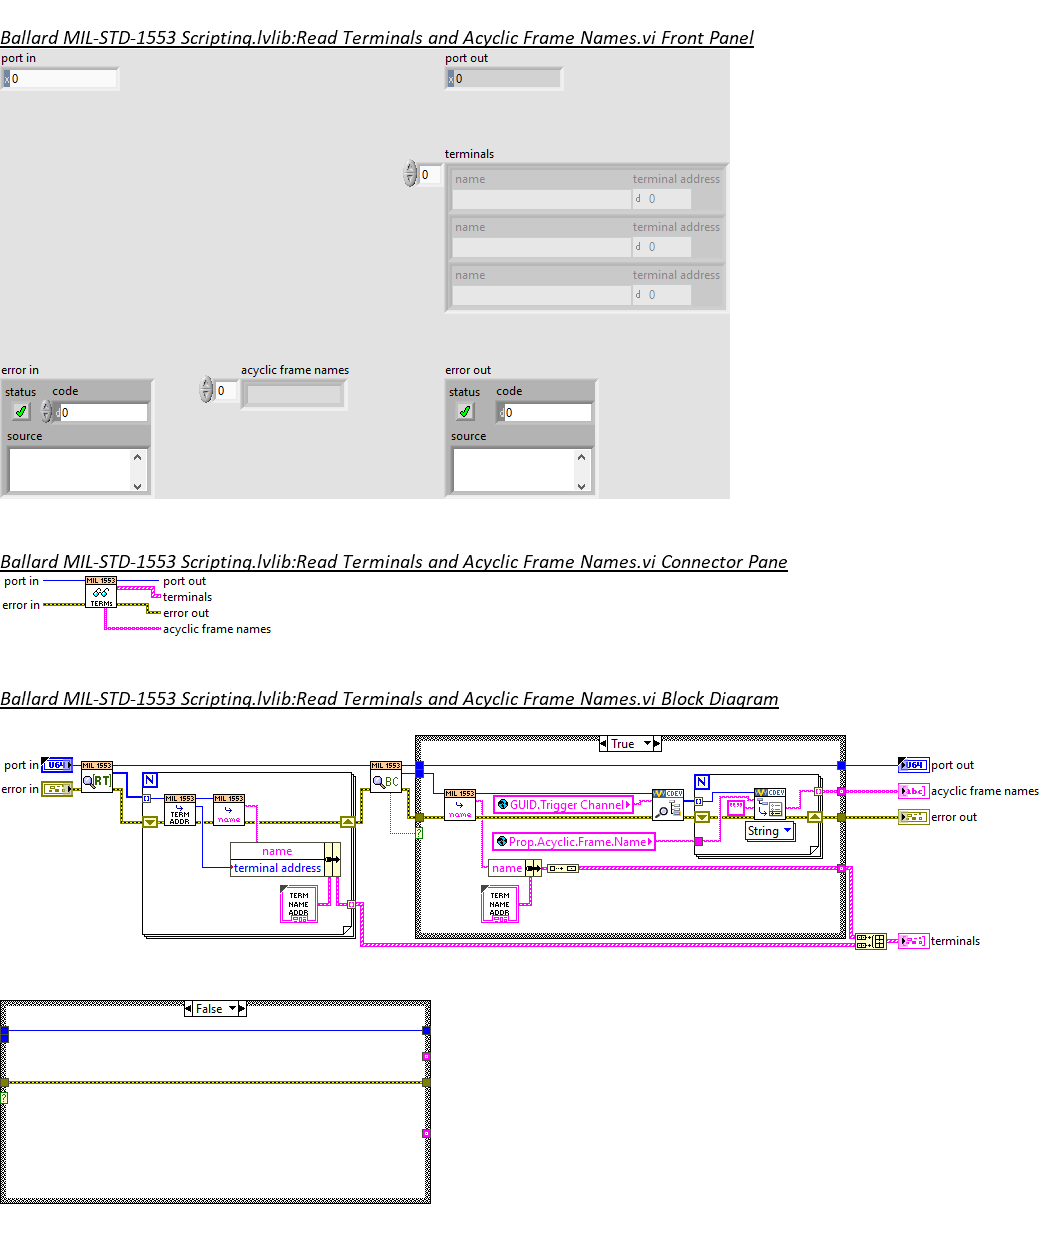 Ballard MIL-STD-1553 Scripting.lvlib:Read Terminals and Acyclic Frame Names.vi Front Panel
port in
port out
x 0
x 0
terminals
0
name
terminal address
d 0
name
terminal address
d 0
name
terminal address
d 0
error in
acyclic frame names
error out
status
code
0
status
code
d 0
d 0
source
source
Ballard MIL-STD-1553 Scripting.lvlib:Read Terminals and Acyclic Frame Names.vi Connector Pane
port in
MIL 1553
port out
terminals
error in
TERMs
error out
acyclic frame names
Ballard MIL-STD-1553 Scripting.lvlib:Read Terminals and Acyclic Frame Names.vi Block Diagram
True
port in
U64
MIL 1553
MIL 1553
U64
port out
[RT]
N
BC
N
error in
MIL 1553
MIL 1553
MIL 1553
CDEV
CDEV
abc
acyclic frame names
TERM
ADDR
name
name
GUID.Trigger Channel
error out
String
name
Prop.Acyclic.Frame.Name
terminal address
name
TERM
NAME
ADDR
TERM
NAME
ADDR
terminals
False
?